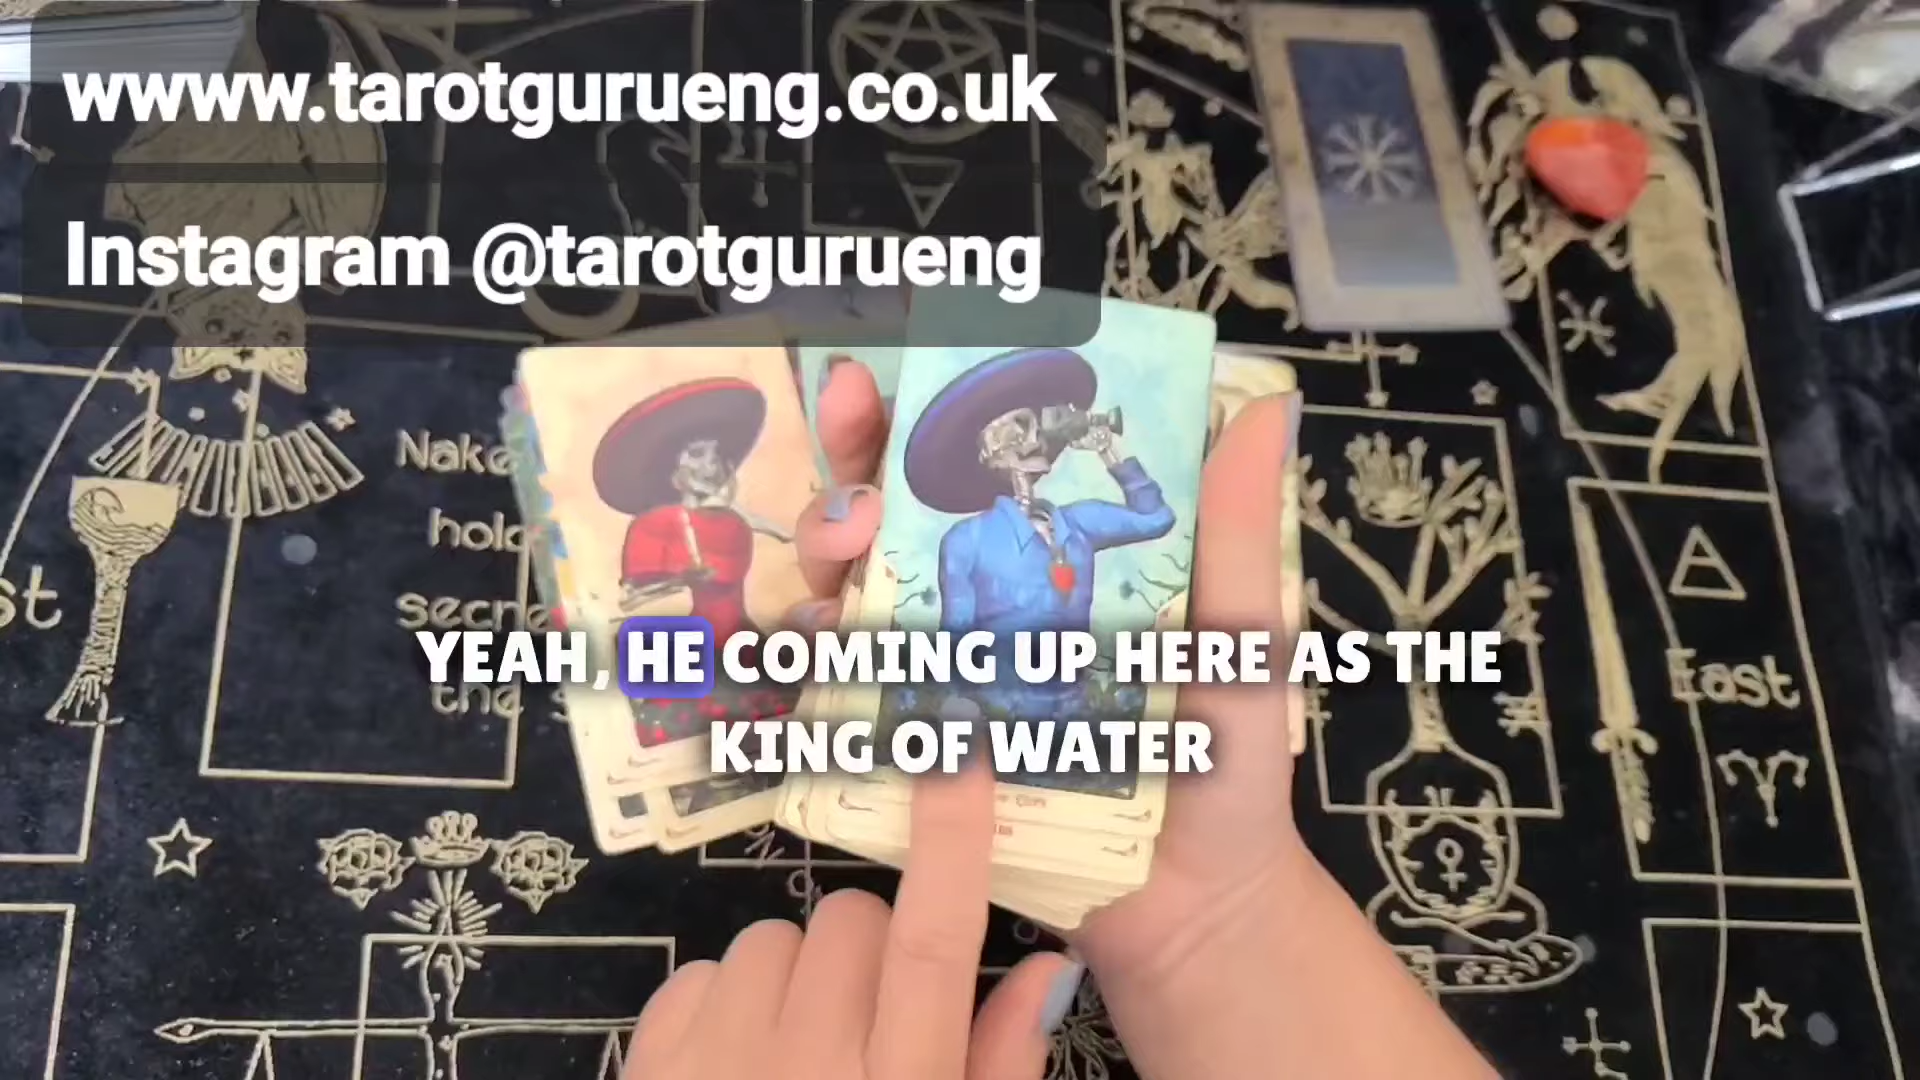 wwww.tarotgurueng.co.uk
Instagram @tarotgurueng
Nake
hold
secre
the s
st
YEAH, HE COMING UP HERE AS THE
KING OF WATER
East